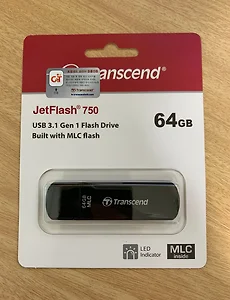 Transcend
JetFlash® 750
USB 3.1 Gen 1 Flash Drive
Built with MLC flash
64GB
64GB
MLC
Transcend
LED
Indicator
MLC
inside